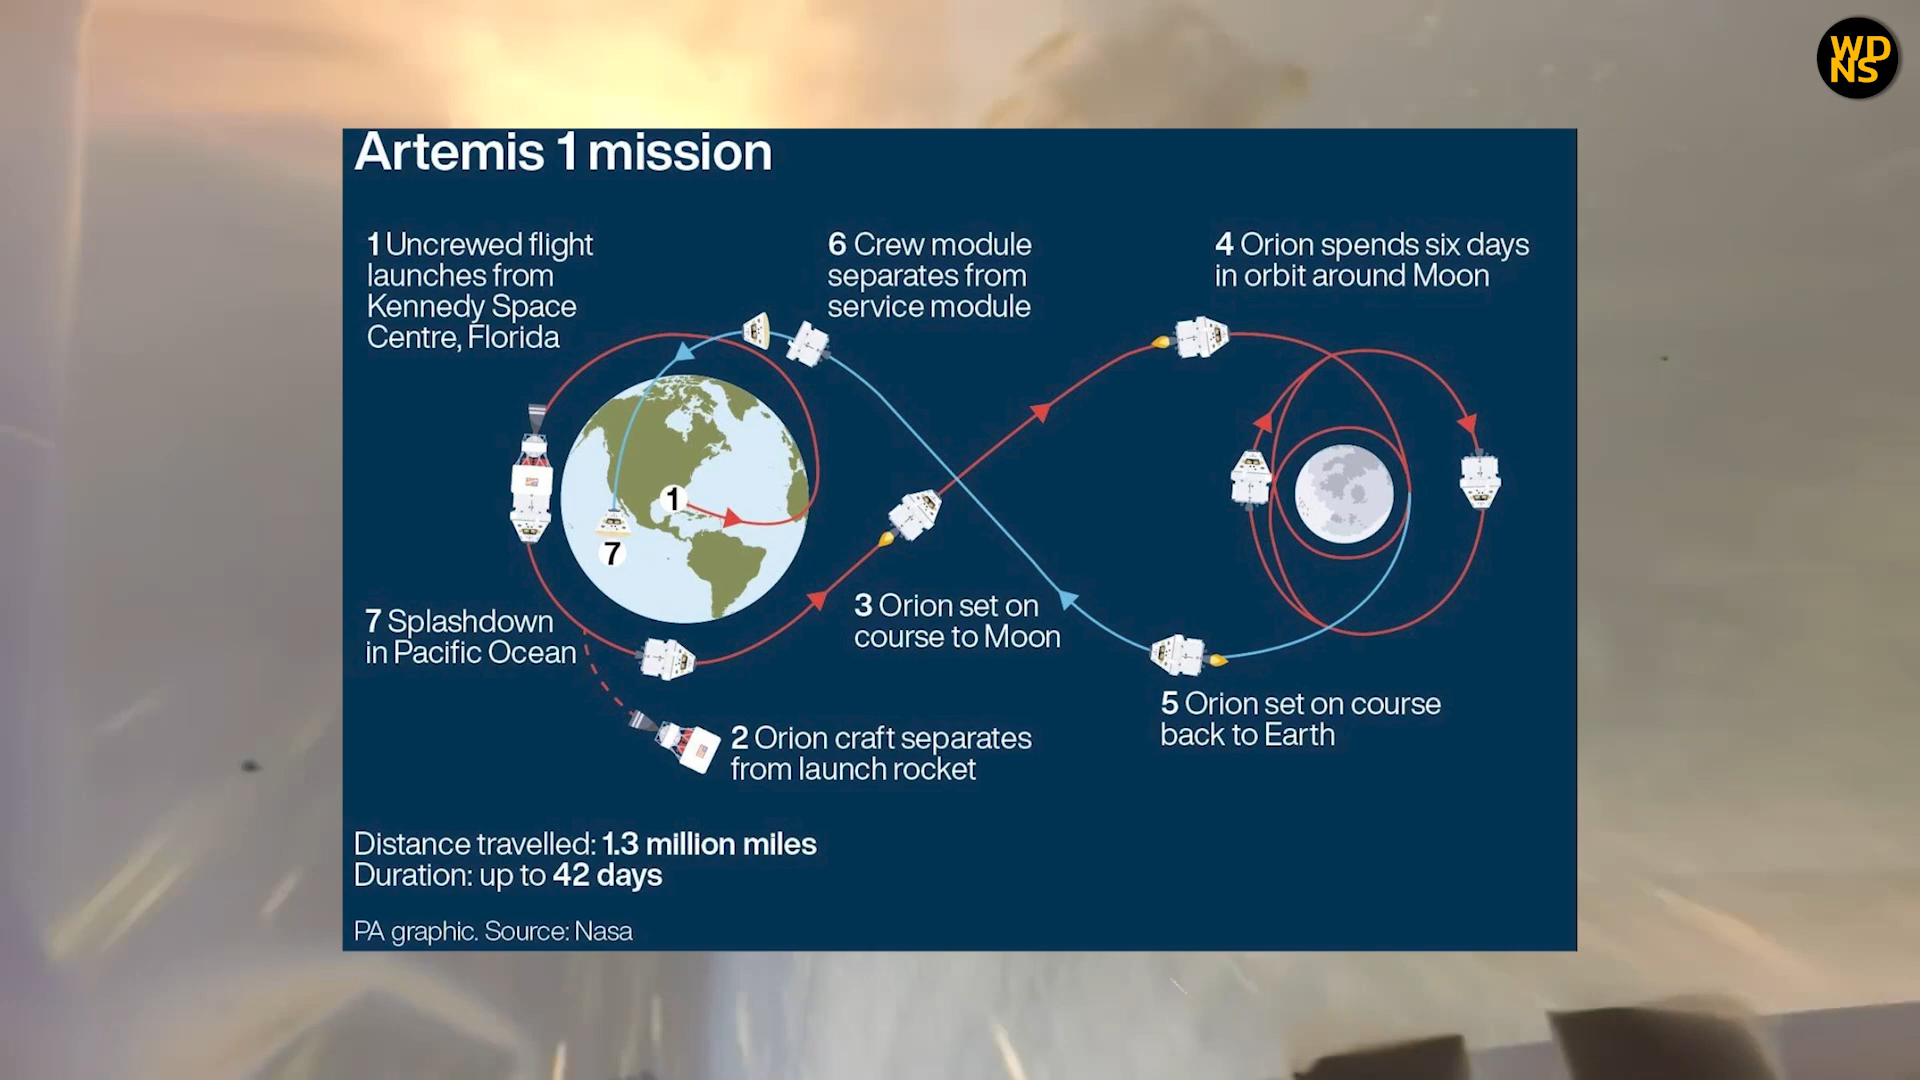 WD
NS
Artemis 1 mission
1 Uncrewed flight
launches from
Kennedy Space
Centre, Florida
6 Crew module
separates from
service module
4 Orion spends six days
in orbit around Moon
1
7
7 Splashdown
in Pacific Ocean
3 Orion set on
course to Moon
5 Orion set on course
back to Earth
2 Orion craft separates
from launch rocket
Distance travelled: 1.3 million miles
Duration: up to 42 days
PA graphic. Source: Nasa